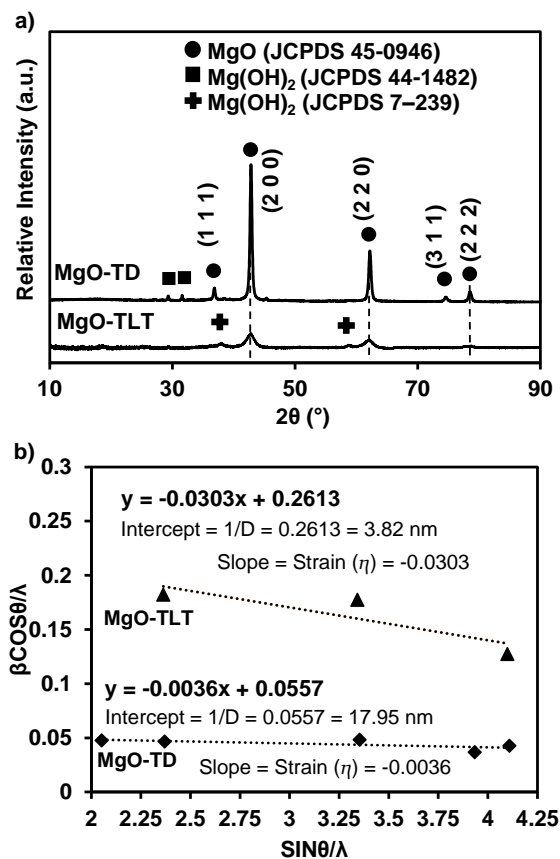 a)
MgO (JCPDS 45-0946)
Mg(OH)₂ (JCPDS 44-1482)
Mg(OH)₂ (JCPDS 7–239)
Relative Intensity (a.u.)
(1 1 1)
(2 0 0)
(2 2 0)
(3 1 1)
(2 2 2)
MgO-TD
MgO-TLT
10 30 50 70 90
2θ (°)
b)
0.3
0.25
0.2
0.15
0.1
0.05
0
βCOSθ/λ
y = -0.0303x + 0.2613
Intercept = 1/D = 0.2613 = 3.82 nm
Slope = Strain (η) = -0.0303
MgO-TLT
y = -0.0036x + 0.0557
Intercept = 1/D = 0.0557 = 17.95 nm
MgO-TD
Slope = Strain (η) = -0.0036
2 2.25 2.5 2.75 3 3.25 3.5 3.75 4 4.25
SINθ/λ